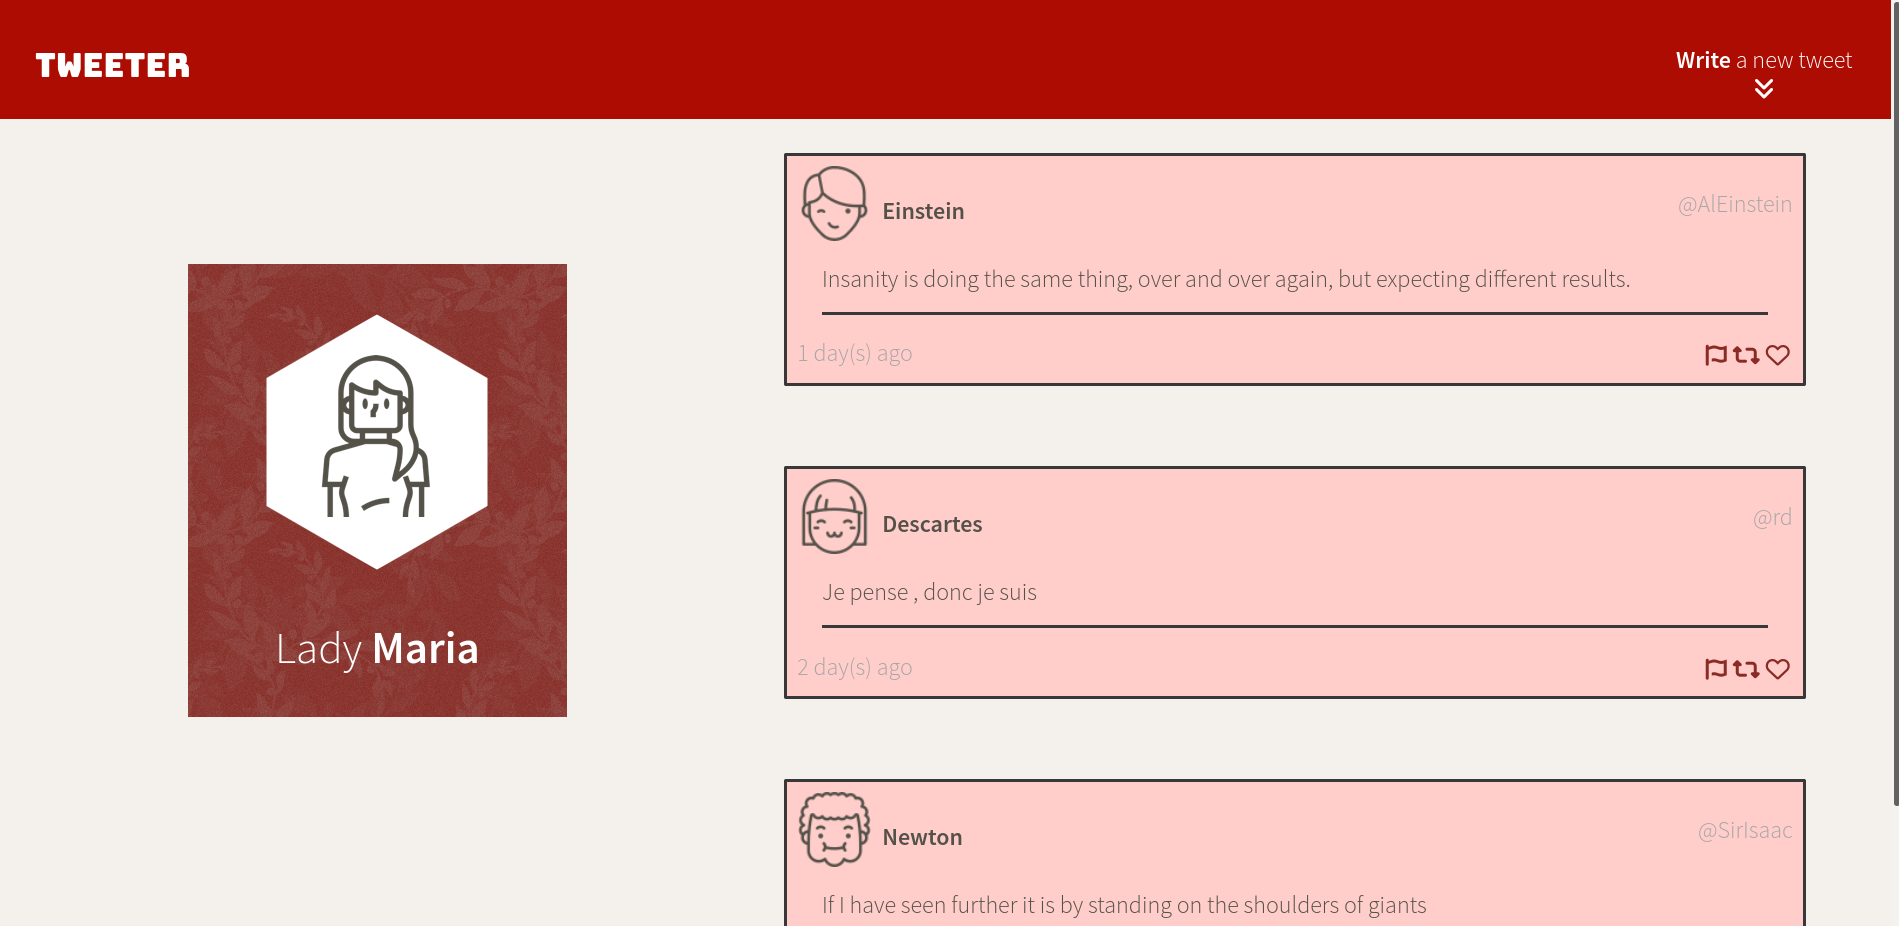 TWEETER
Write a new tweet
Lady Maria
Einstein
@AlEinstein
Insanity is doing the same thing, over and over again, but expecting different results.
1 day(s) ago
Descartes
@rd
Je pense , donc je suis
2 day(s) ago
Newton
@SirIsaac
If I have seen further it is by standing on the shoulders of giants